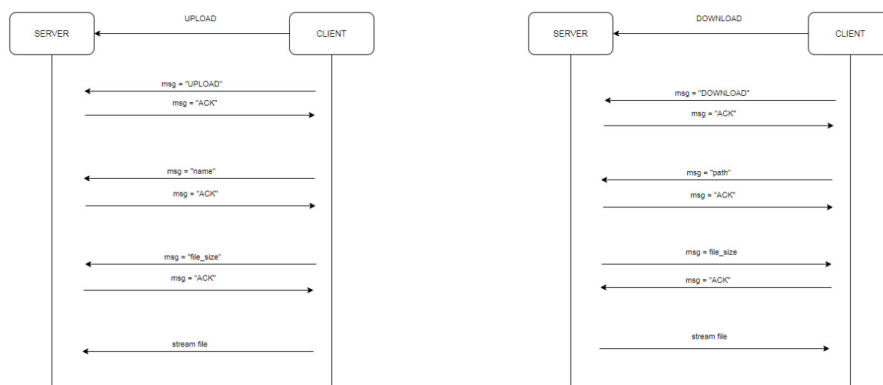 UPLOAD
SERVER
CLIENT
msg = "UPLOAD"
msg = "ACK"
msg = "name"
msg = "ACK"
msg = "file_size"
msg = "ACK"
stream file
DOWNLOAD
SERVER
CLIENT
msg = "DOWNLOAD"
msg = "ACK"
msg = "path"
msg = "ACK"
msg = file_size
msg = "ACK"
stream file